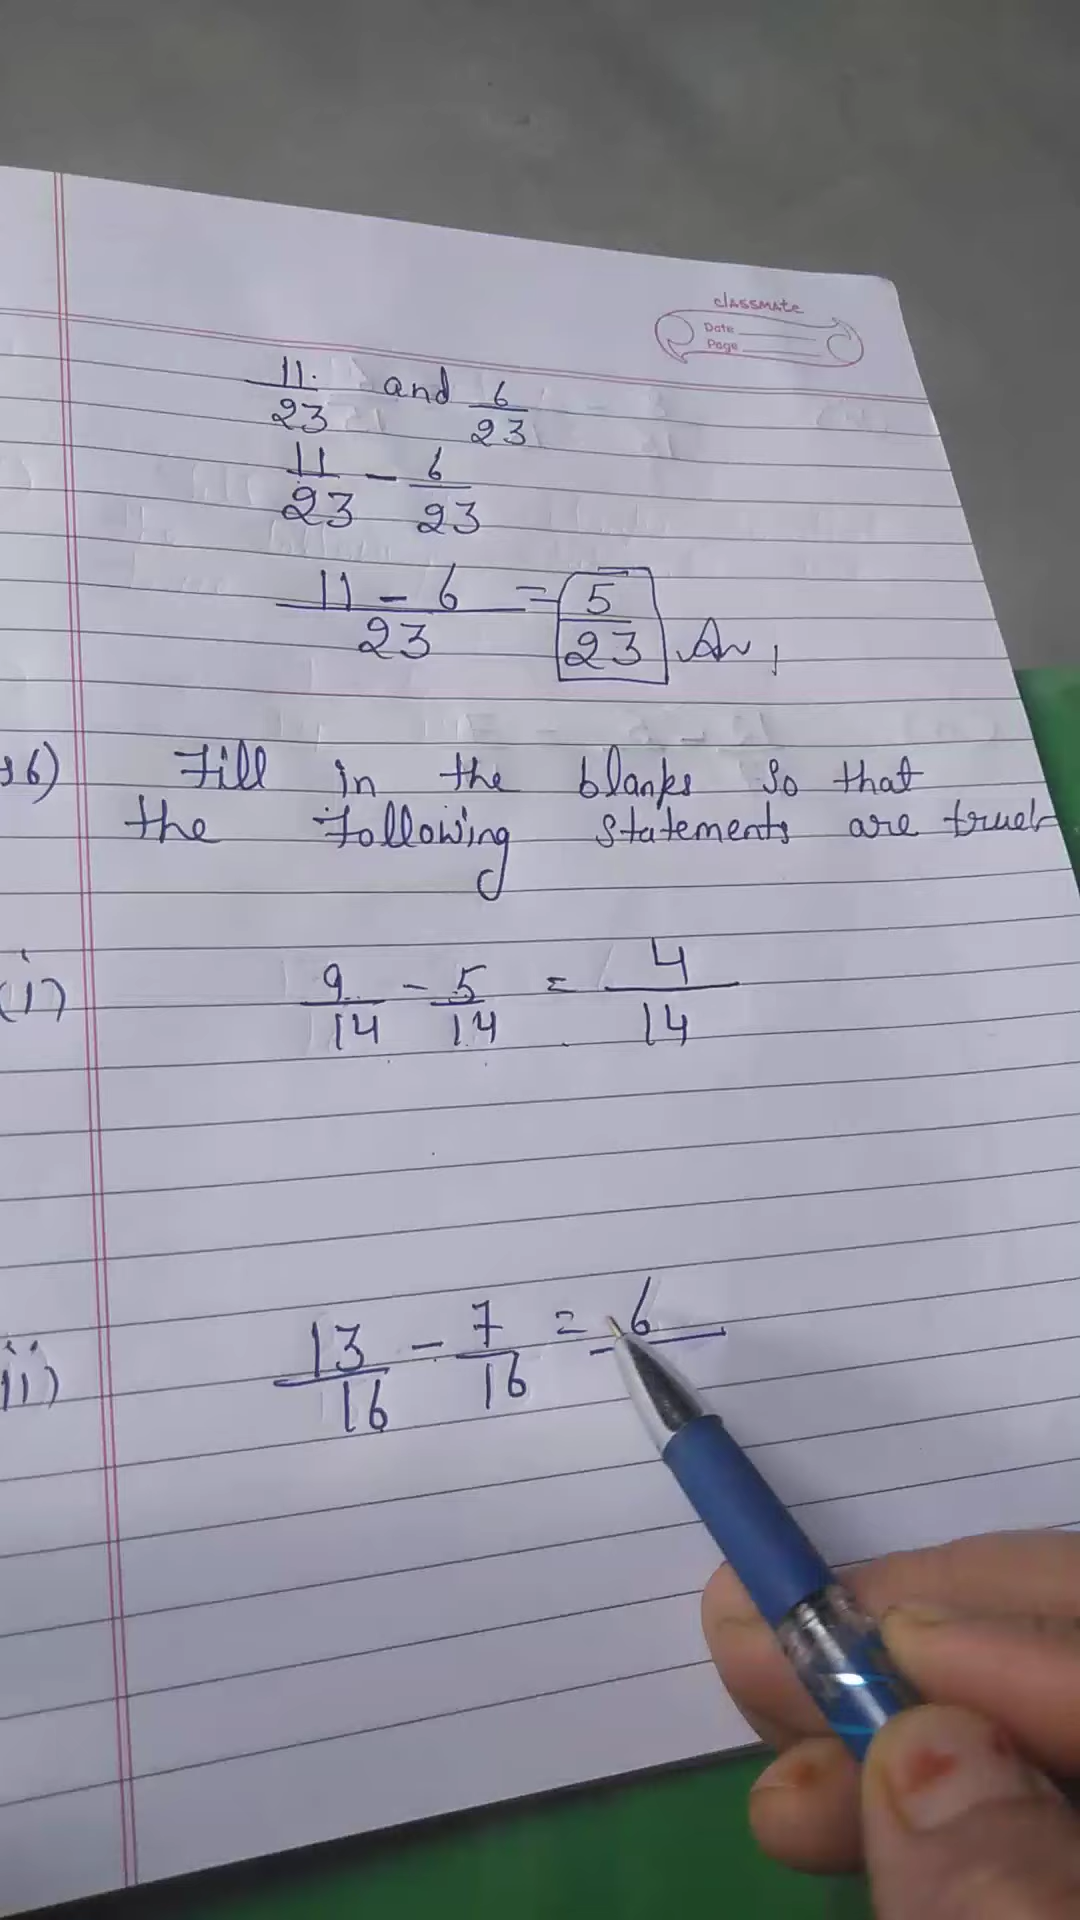 classmate
Date
Page
11 and 6
23 23
11 - 6
23 23
11 - 6 = 5
23 23 An,
16) Fill in the blanks so that
the following statements are true:-
(i) 9 - 5 = 4
14 14 14
ii) 13 - 7 = 6
16 16